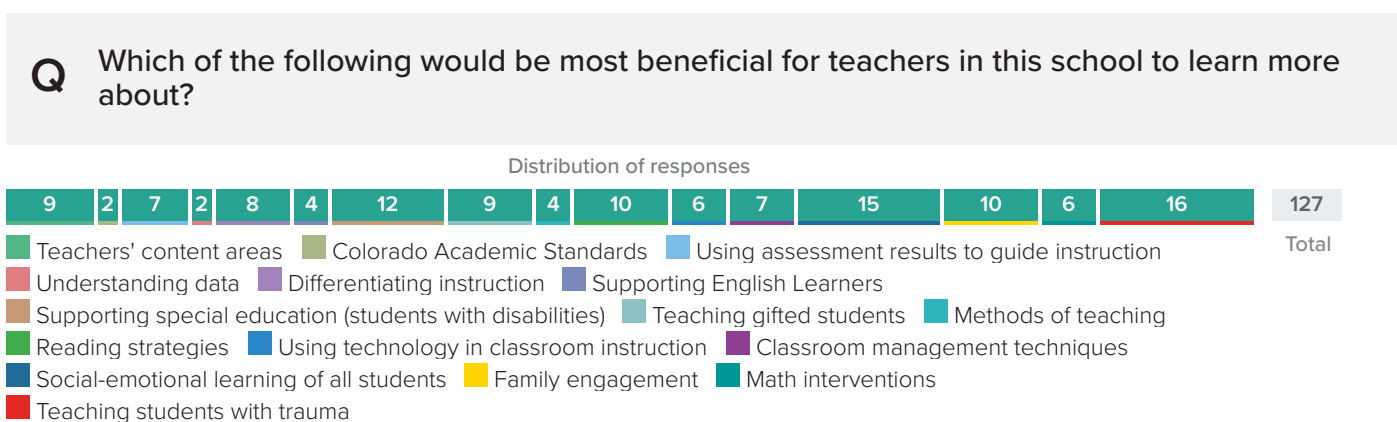 Q
Which of the following would be most beneficial for teachers in this school to learn more
about?
Distribution of responses
9 2 7 2 8 4 12 9 4 10 6 7 15 10 6 16 127
Total
Teachers' content areas Colorado Academic Standards Using assessment results to guide instruction
Understanding data Differentiating instruction Supporting English Learners
Supporting special education (students with disabilities) Teaching gifted students Methods of teaching
Reading strategies Using technology in classroom instruction Classroom management techniques
Social-emotional learning of all students Family engagement Math interventions
Teaching students with trauma